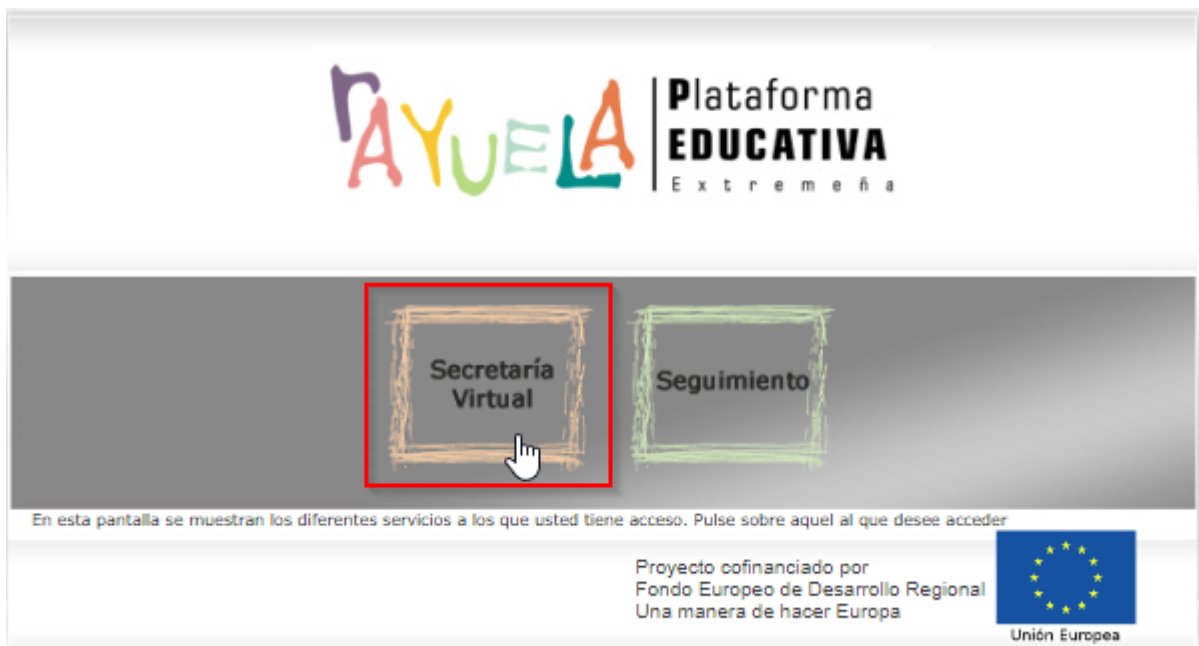 rAYUELA
Plataforma
EDUCATIVA
Extremeña
Secretaría
Virtual
Seguimiento
En esta pantalla se muestran los diferentes servicios a los que usted tiene acceso. Pulse sobre aquel al que desee acceder
Proyecto cofinanciado por
Fondo Europeo de Desarrollo Regional
Una manera de hacer Europa
Unión Europea